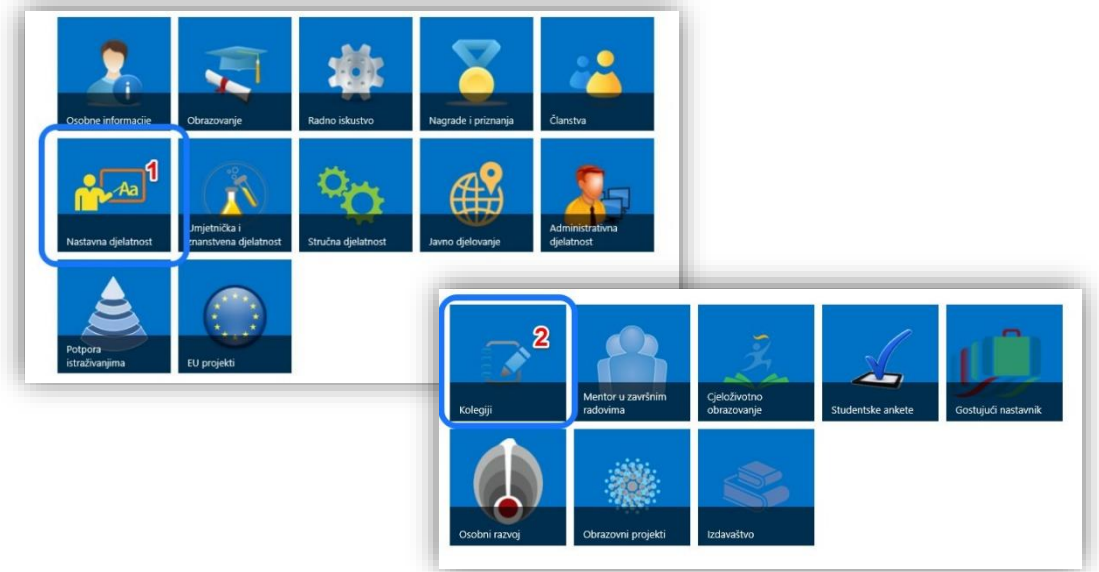 Osobne informacije
Obrazovanje
Radno iskustvo
Nagrade i priznanja
Članstva
1
Aa
Nastavna djelatnost
Umjetnička i
znanstvena djelatnost
Stručna djelatnost
Javno djelovanje
Administrativna
djelatnost
Potpora
istraživanjima
EU projekti
2
Kolegiji
Mentor u završnim
radovima
Cjeloživotno
obrazovanje
Studentske ankete
Gostujući nastavnik
Osobni razvoj
Obrazovni projekti
Izdavaštvo